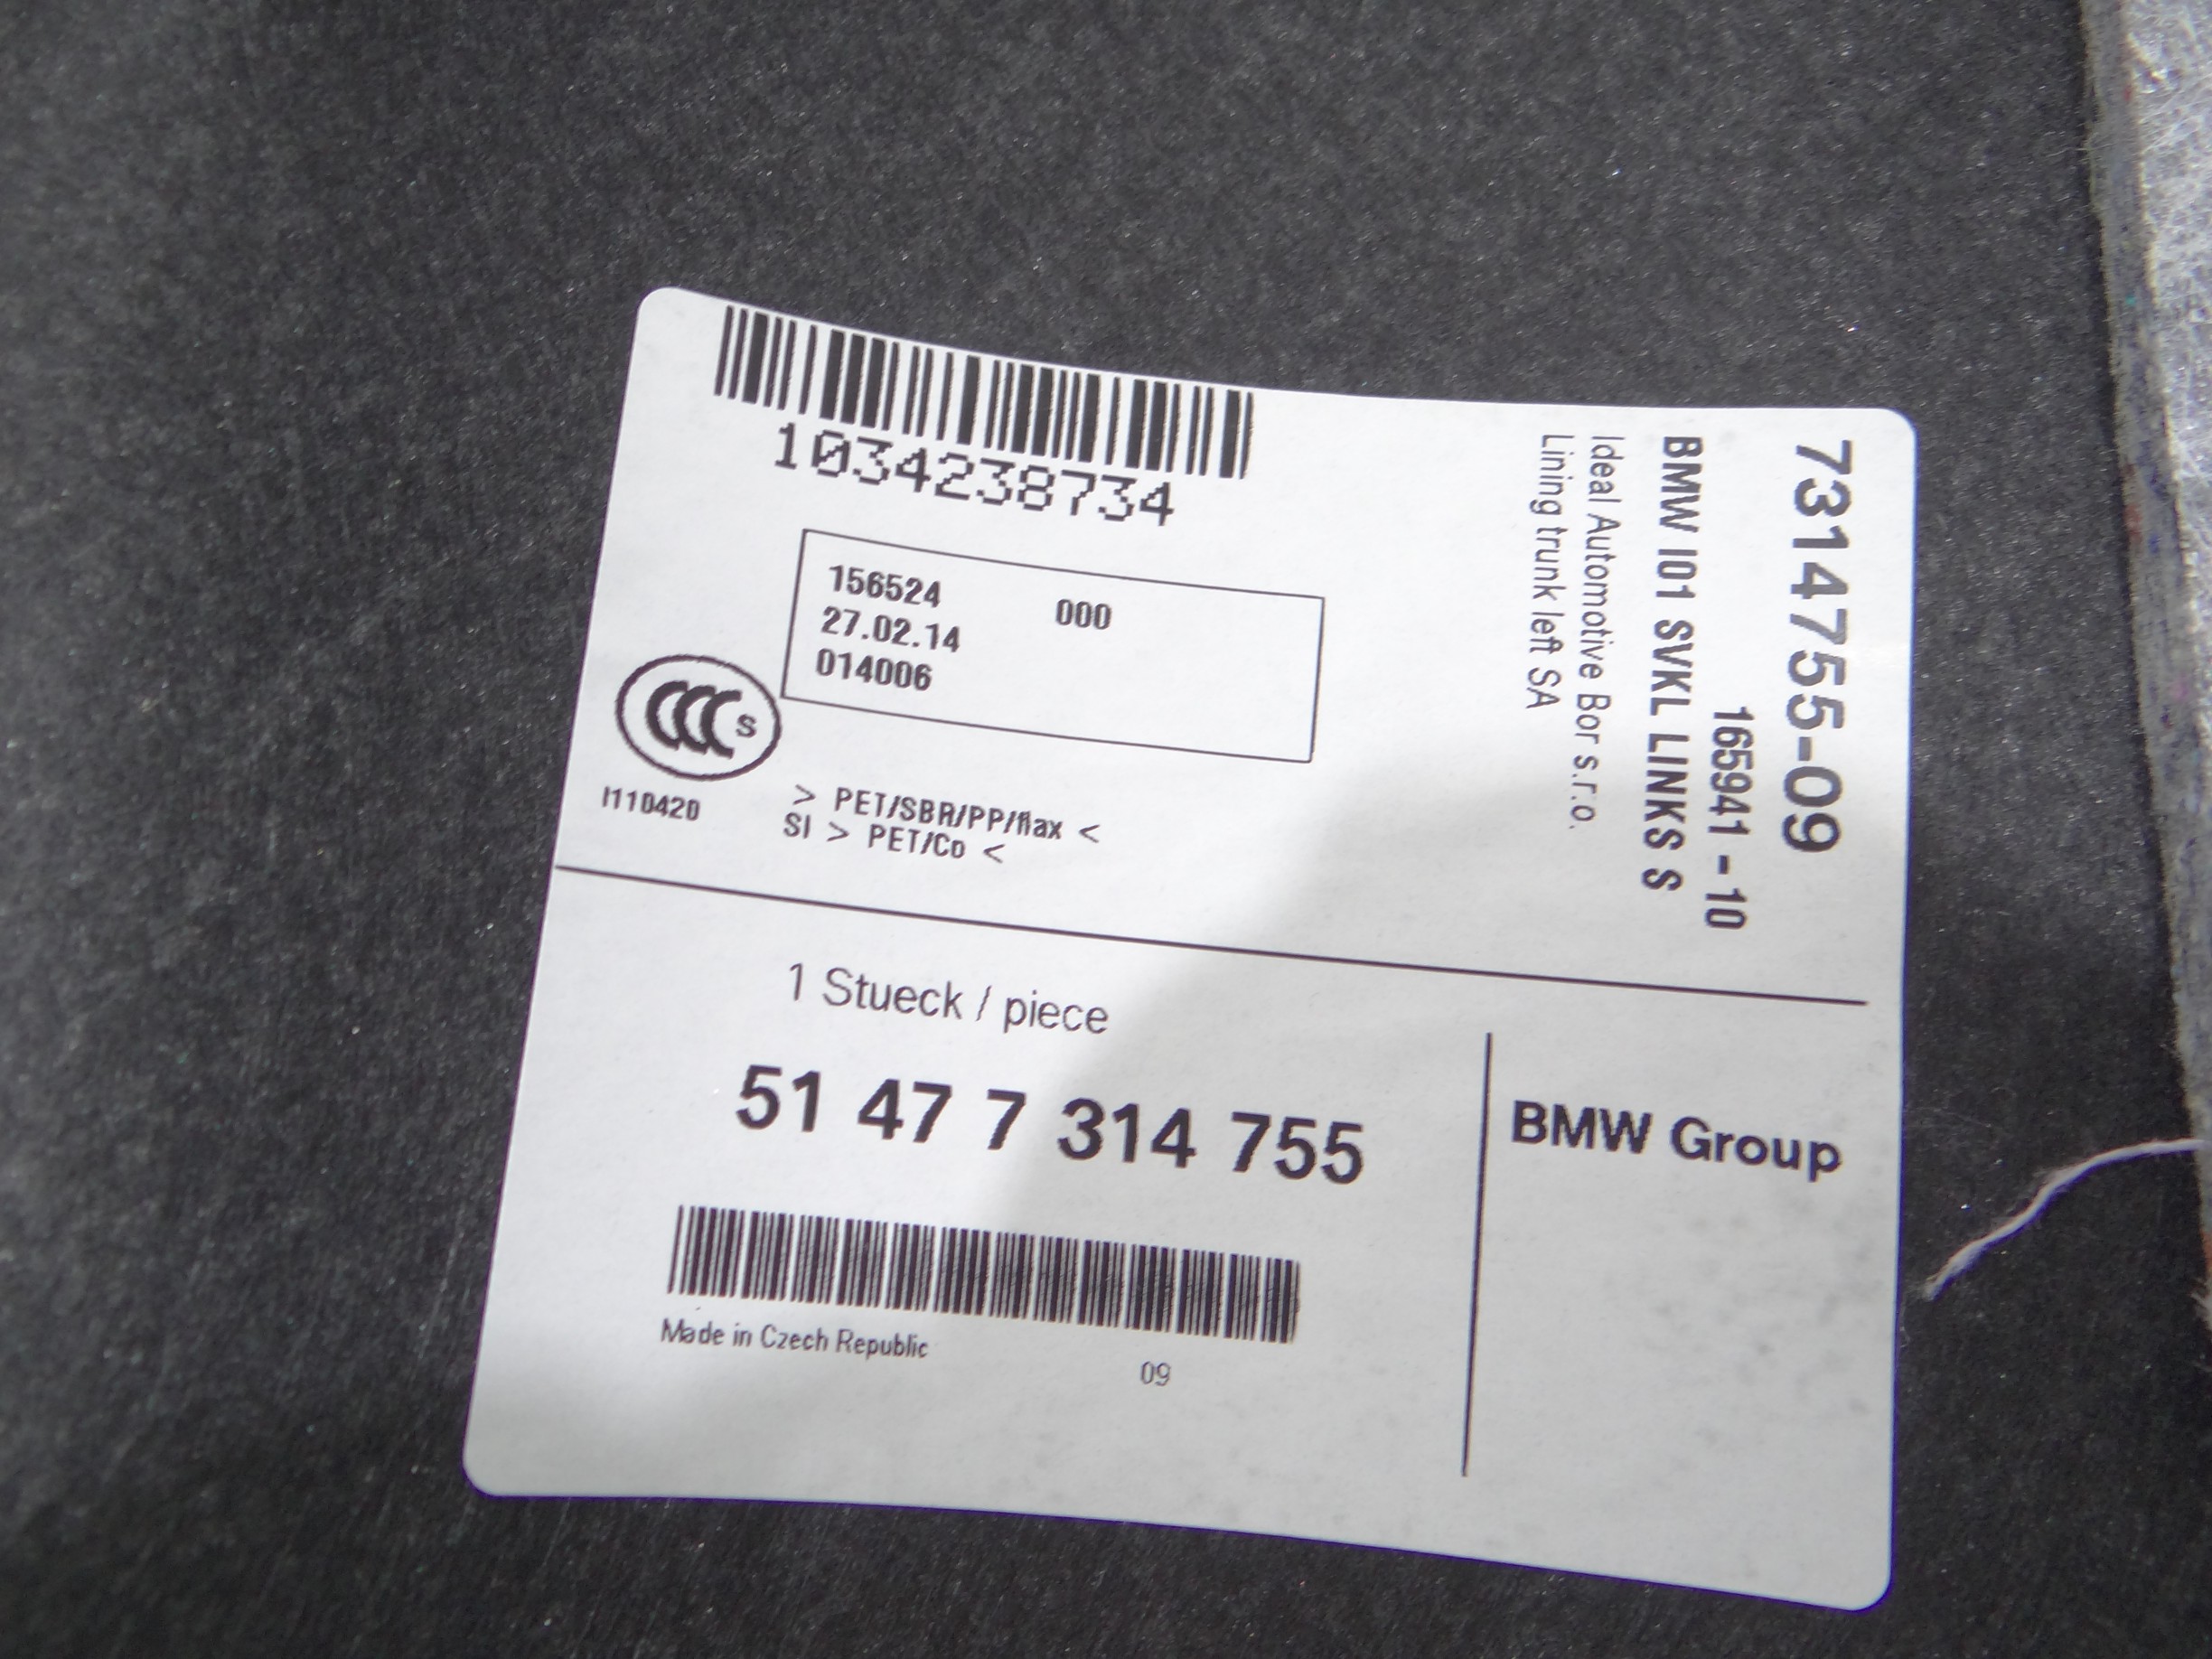 1034238734
156524 000
27.02.14
014006
CCC S
I110420
> PET/SBR/PP/flax <
SI > PET/Co <
7314755-09
165941 - 10
BMW I01 SVKL LINKS S
Ideal Automotive Bor s.r.o.
Lining trunk left SA
1 Stueck / piece
51 47 7 314 755
Made in Czech Republic
09
BMW Group